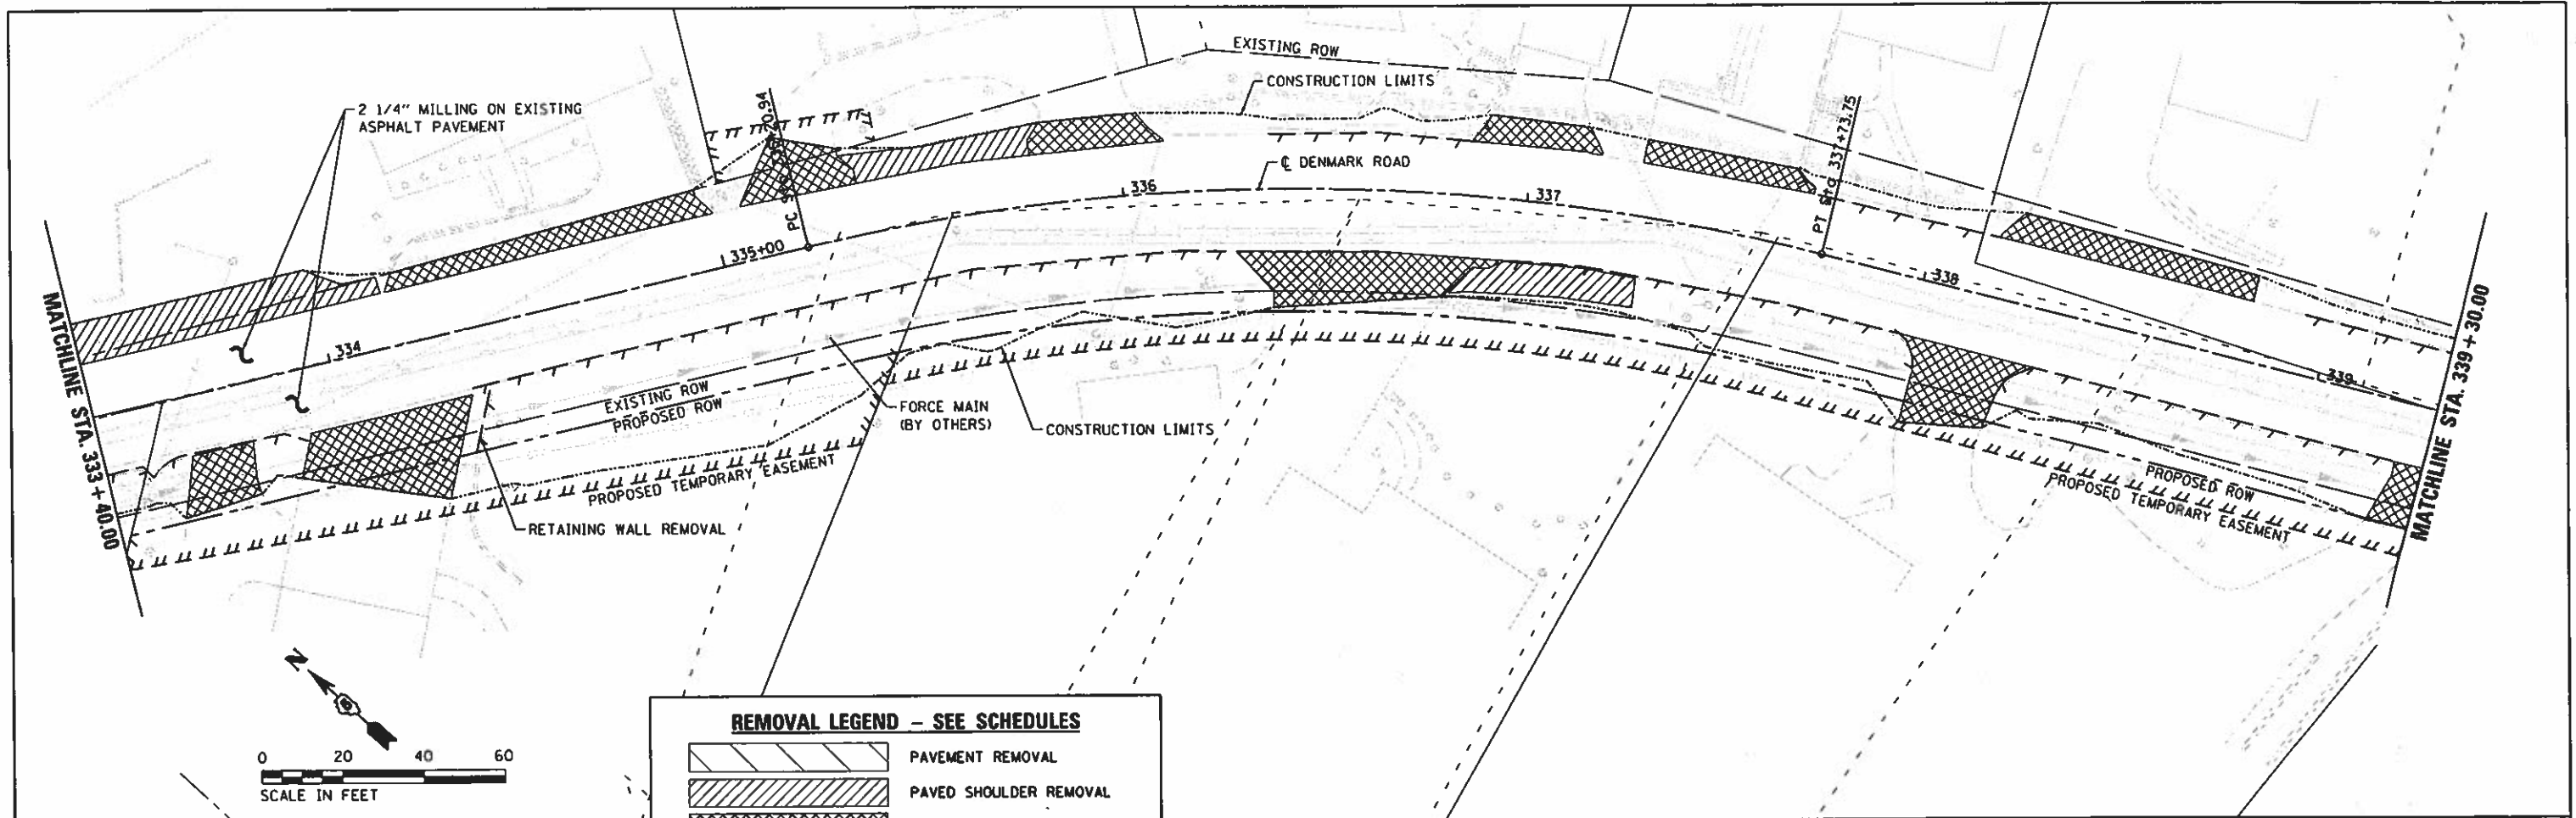 EXISTING ROW
CONSTRUCTION LIMITS
2 1/4" MILLING ON EXISTING
ASPHALT PAVEMENT
PT Sta 337+73.75
℄ DENMARK ROAD
336
337
335+00
338
334
339
MATCHLINE STA. 333+40.00
MATCHLINE STA. 339+30.00
EXISTING ROW
PROPOSED ROW
FORCE MAIN
(BY OTHERS)
CONSTRUCTION LIMITS
PROPOSED TEMPORARY EASEMENT
RETAINING WALL REMOVAL
PROPOSED ROW
PROPOSED TEMPORARY EASEMENT
N
0 20 40 60
SCALE IN FEET
REMOVAL LEGEND - SEE SCHEDULES
PAVEMENT REMOVAL
PAVED SHOULDER REMOVAL